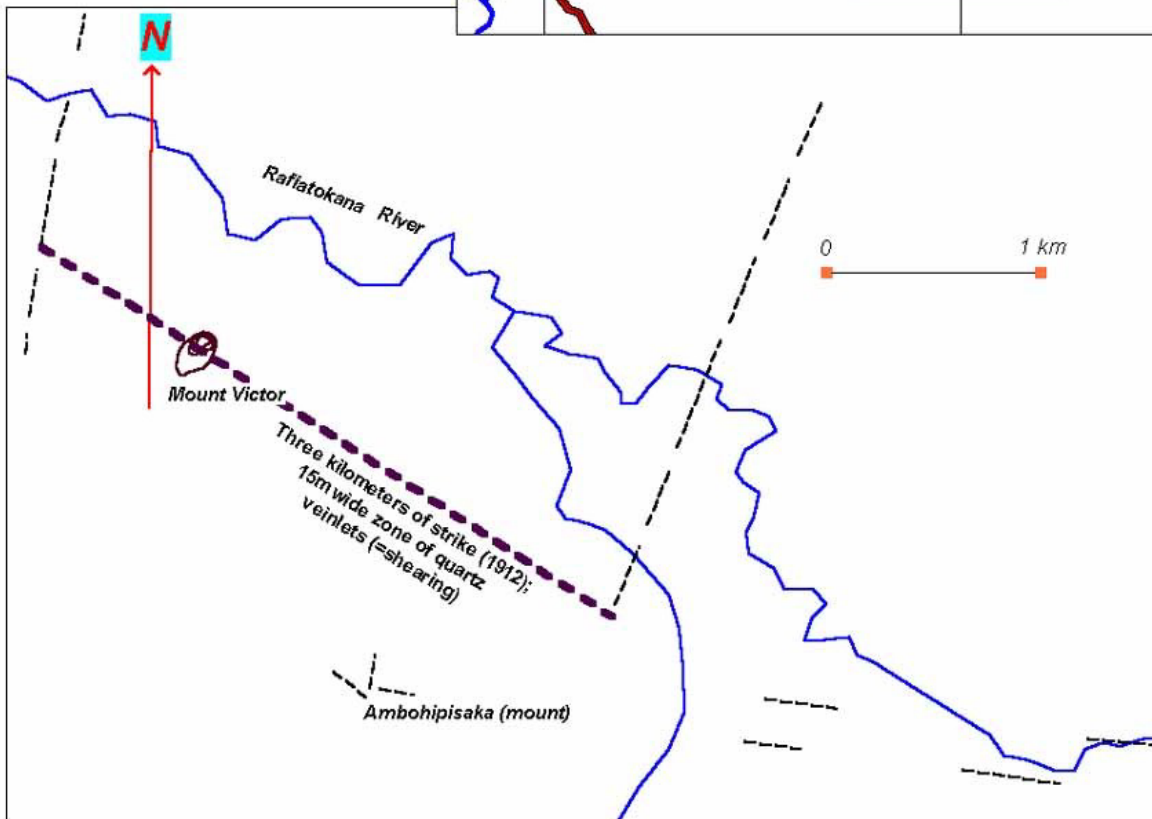 N
Rafiatokana River
0 1 km
Mount Victor
Three kilometers of strike (1912);
15m wide zone of quartz
veinlets (=shearing)
Ambohipisaka (mount)